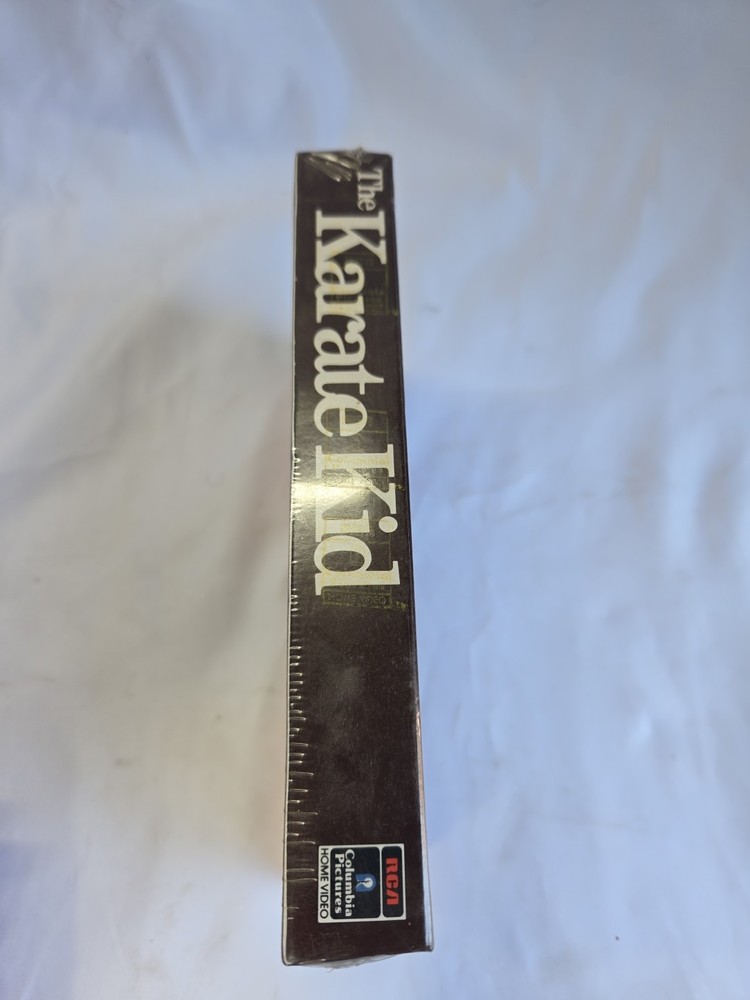 The
Karate Kid
RCA
Columbia
Pictures
HOME VIDEO